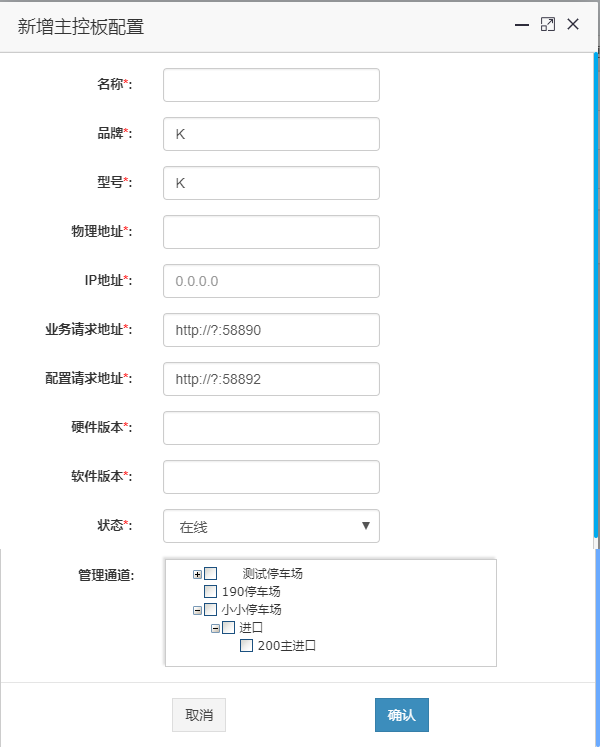 新增主控板配置
名称*:
品牌*: K
型号*: K
物理地址*:
IP地址*: 0.0.0.0
业务请求地址*: http://?:58890
配置请求地址*: http://?:58892
硬件版本*:
软件版本*:
状态*: 在线
管理通道: 测试停车场
190停车场
小小停车场
进口
200主进口
取消 确认